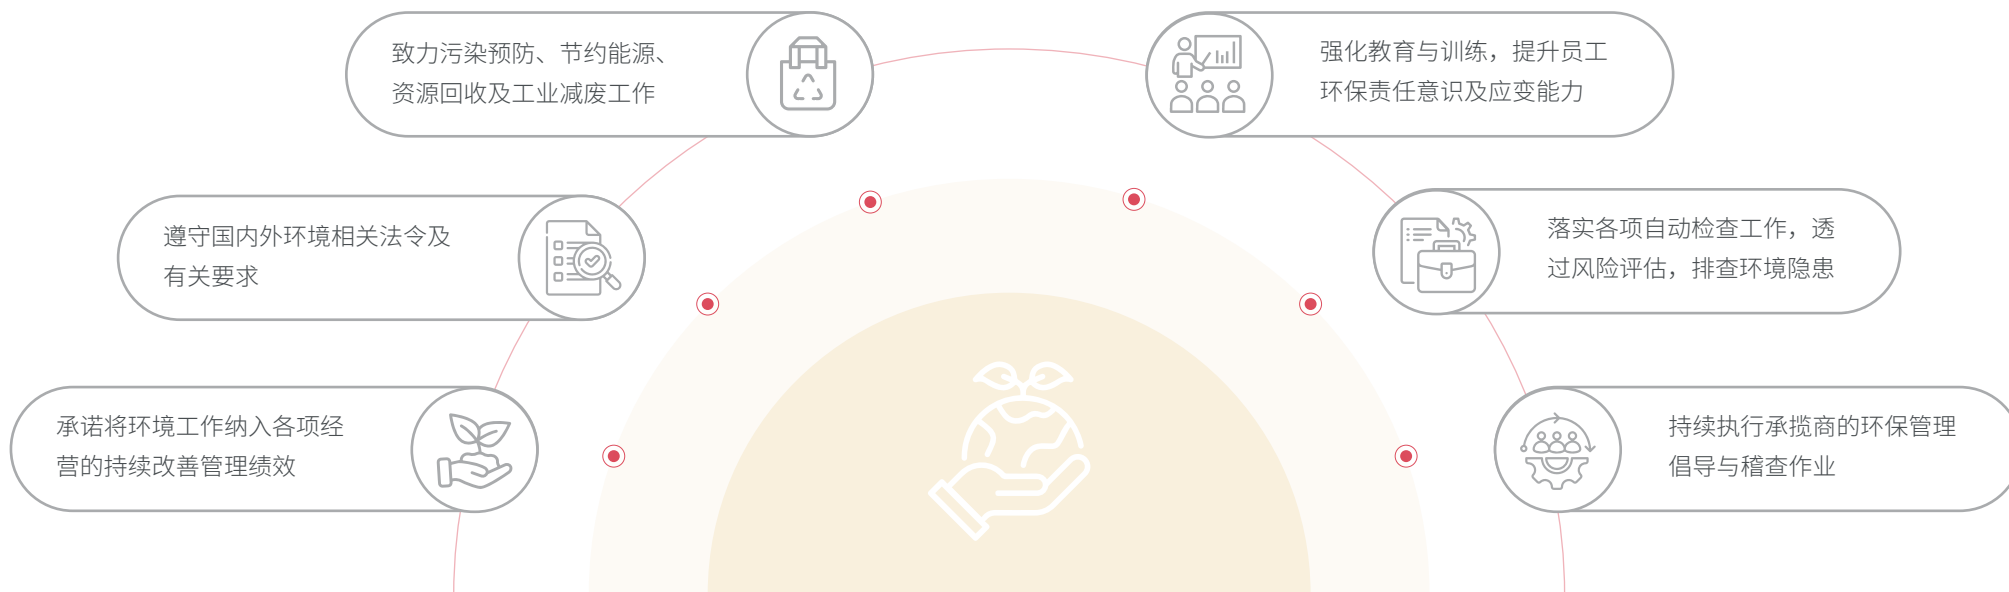 致力污染预防、节约能源、
资源回收及工业减废工作
强化教育与训练，提升员工
环保责任意识及应变能力
遵守国内外环境相关法令及
有关要求
落实各项自动检查工作，透
过风险评估，排查环境隐患
承诺将环境工作纳入各项经
营的持续改善管理绩效
持续执行承揽商的环保管理
倡导与稽查作业